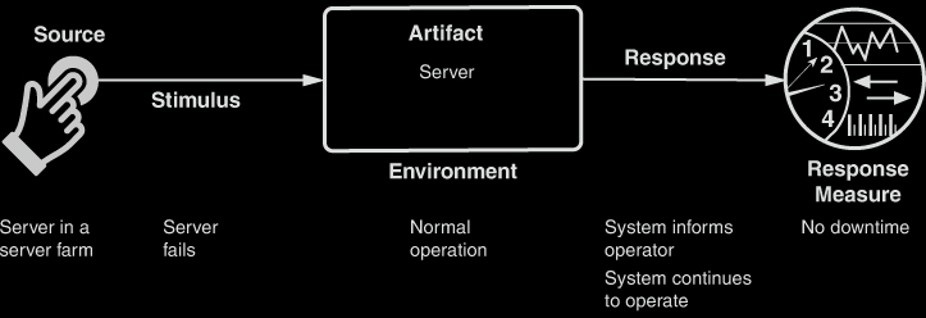 Source
Stimulus
Artifact
Server
Environment
Response
1
2
3
4
Response
Measure
Server in a
server farm
Server
fails
Normal
operation
System informs
operator
System continues
to operate
No downtime